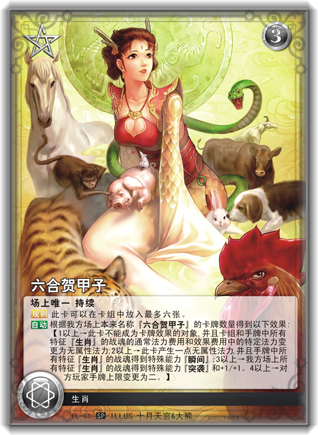 3
六合贺甲子
场上唯一 持续
规则 此卡可以在卡组中放入最多六张。
自动 根据我方场上本来名称『六合贺甲子』的卡牌数量得到以下效果:
【1以上→此卡不能成为卡牌效果的对象,并且卡组和手牌中所有
特征『生肖』的战魂的通常法力费用和效果费用中的特定法力变
更为无属性法力;2以上→此卡产生一点无属性法力,并且手牌中所
有特征『生肖』的战魂得到特殊能力『瞬间』;3以上→我方场上所
有特征『生肖』的战魂得到特殊能力『突袭』和+1/+1。4以上→对
方玩家手牌上限变更为二。】
生肖
SP ILLUS 十月天宫&大熊